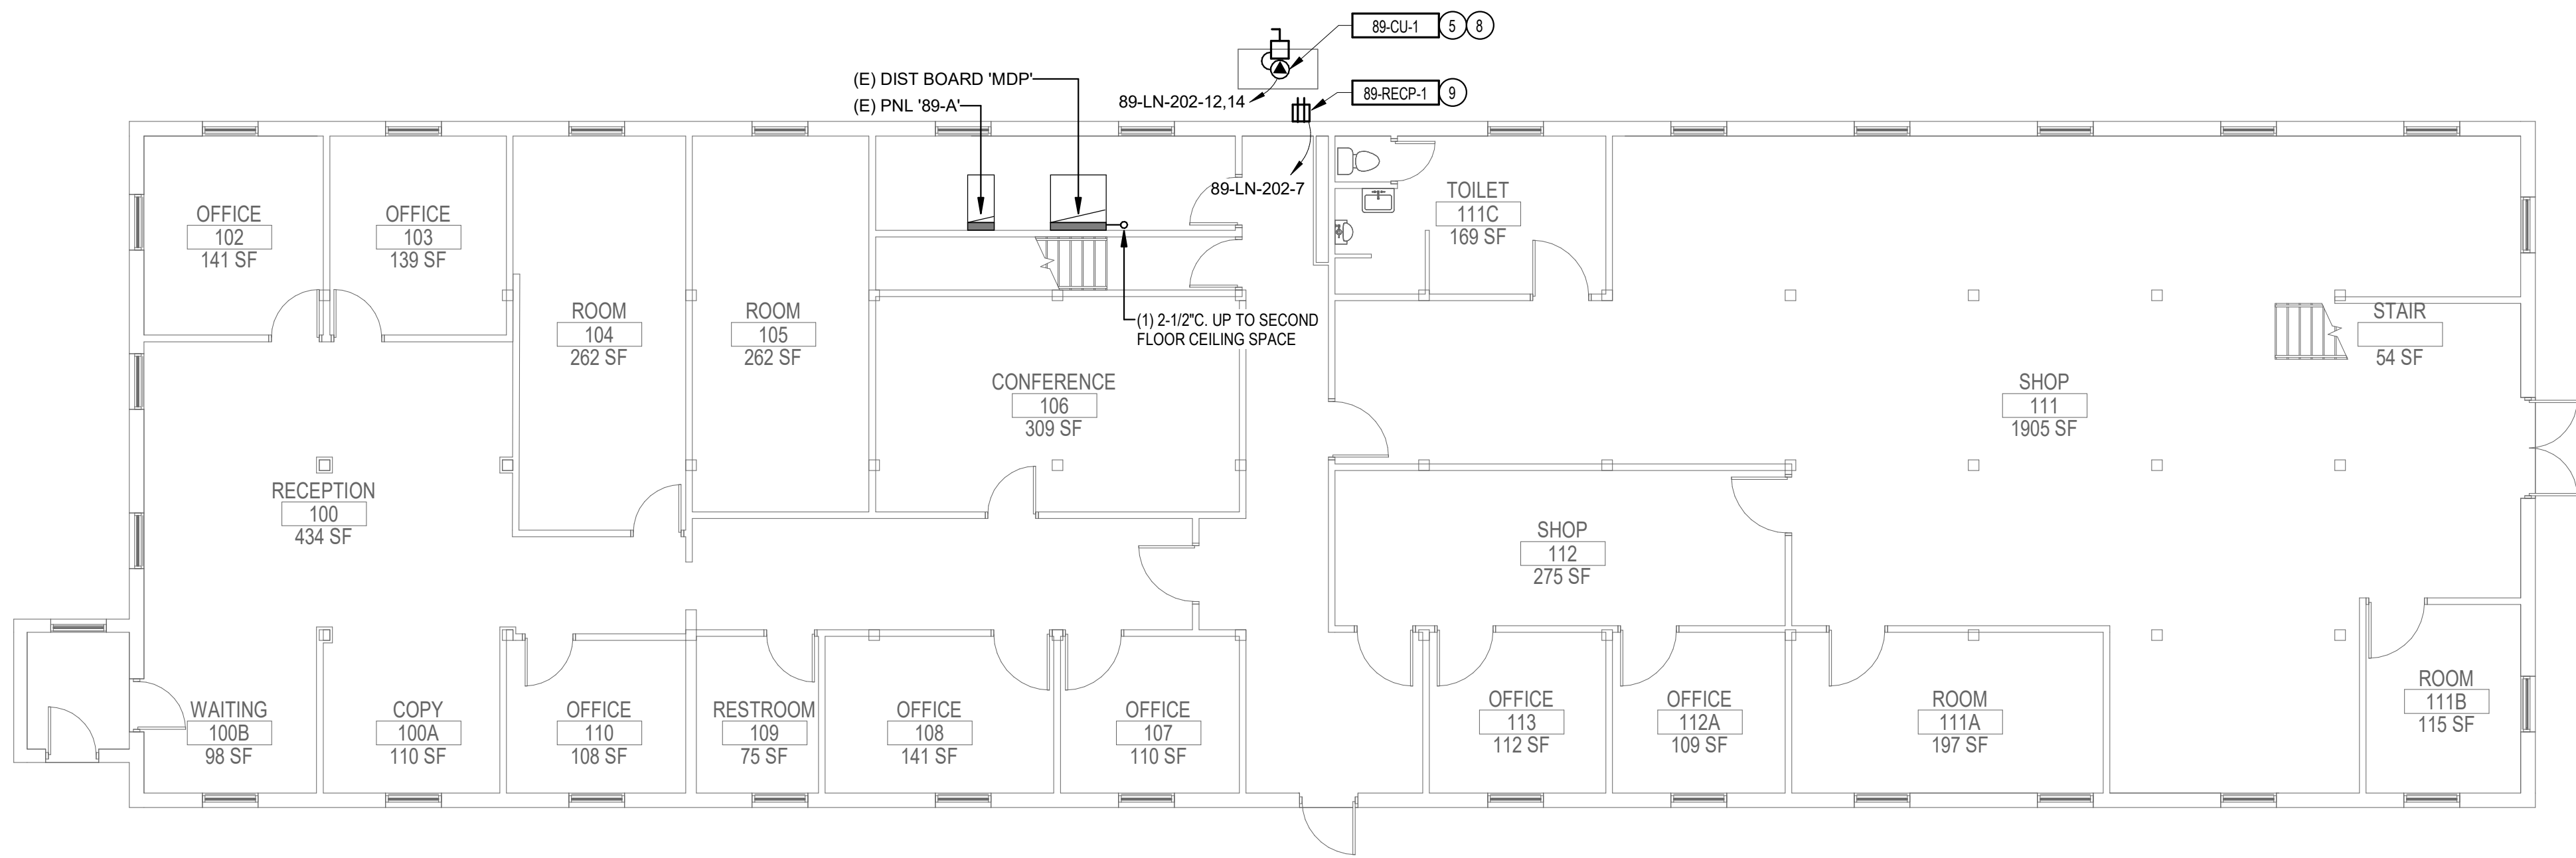 89-CU-1 5 8
(E) DIST BOARD 'MDP'
(E) PNL '89-A'
89-LN-202-12,14
89-RECP-1 9
89-LN-202-7
OFFICE
102
141 SF
OFFICE
103
139 SF
ROOM
104
262 SF
ROOM
105
262 SF
(1) 2-1/2"C. UP TO SECOND
FLOOR CEILING SPACE
TOILET
111C
169 SF
STAIR
54 SF
CONFERENCE
106
309 SF
SHOP
111
1905 SF
RECEPTION
100
434 SF
SHOP
112
275 SF
WAITING
100B
98 SF
COPY
100A
110 SF
OFFICE
110
108 SF
RESTROOM
109
75 SF
OFFICE
108
141 SF
OFFICE
107
110 SF
OFFICE
113
112 SF
OFFICE
112A
109 SF
ROOM
111A
197 SF
ROOM
111B
115 SF